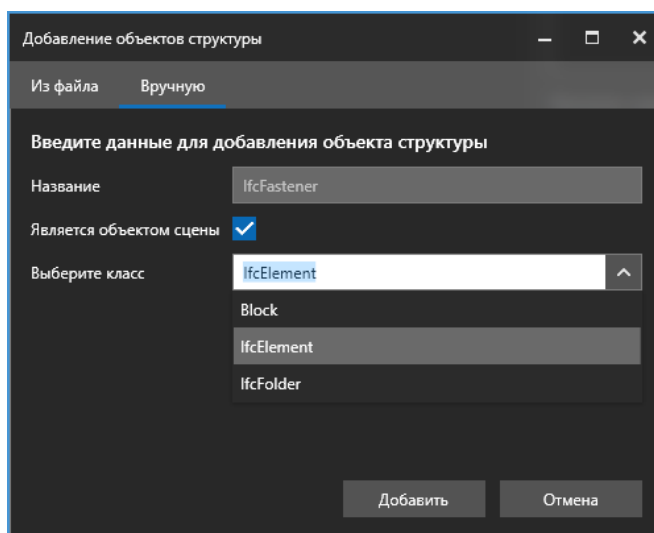 Добавление объектов структуры
Из файла Вручную
Введите данные для добавления объекта структуры
Название IfcFastener
Является объектом сцены
Выберите класс IfcElement
Block
IfcElement
IfcFolder
Добавить Отмена